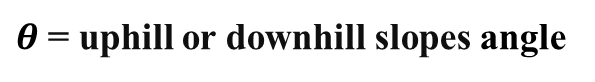 θ = uphill or downhill slopes angle